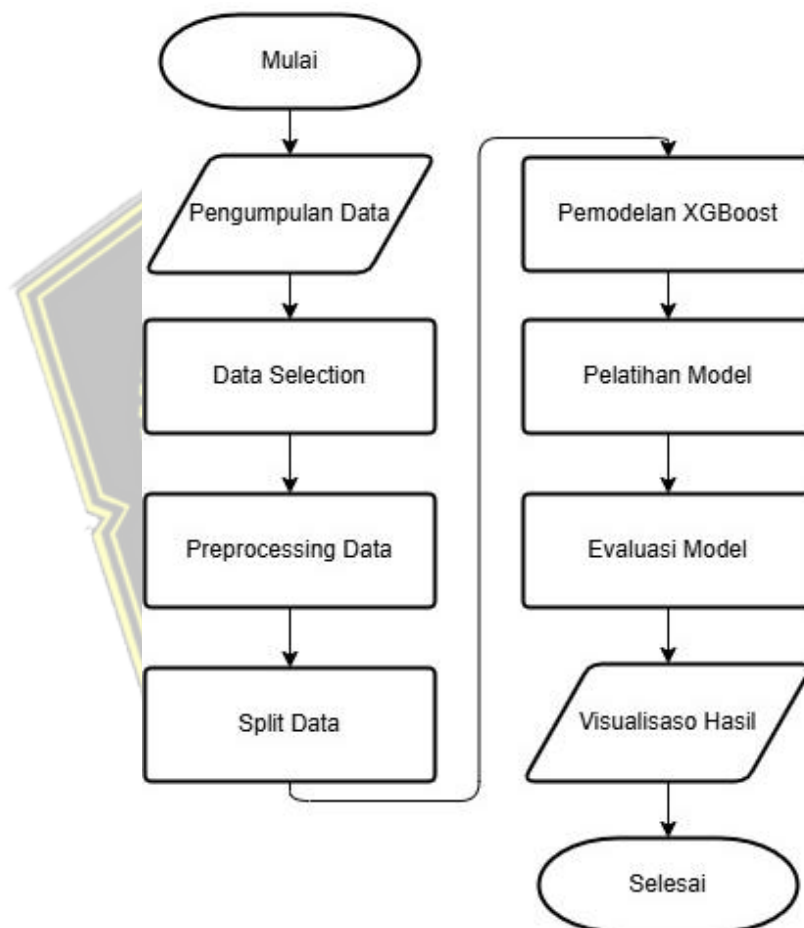 Mulai
Pengumpulan Data
Data Selection
Preprocessing Data
Split Data
Pemodelan XGBoost
Pelatihan Model
Evaluasi Model
Visualisaso Hasil
Selesai